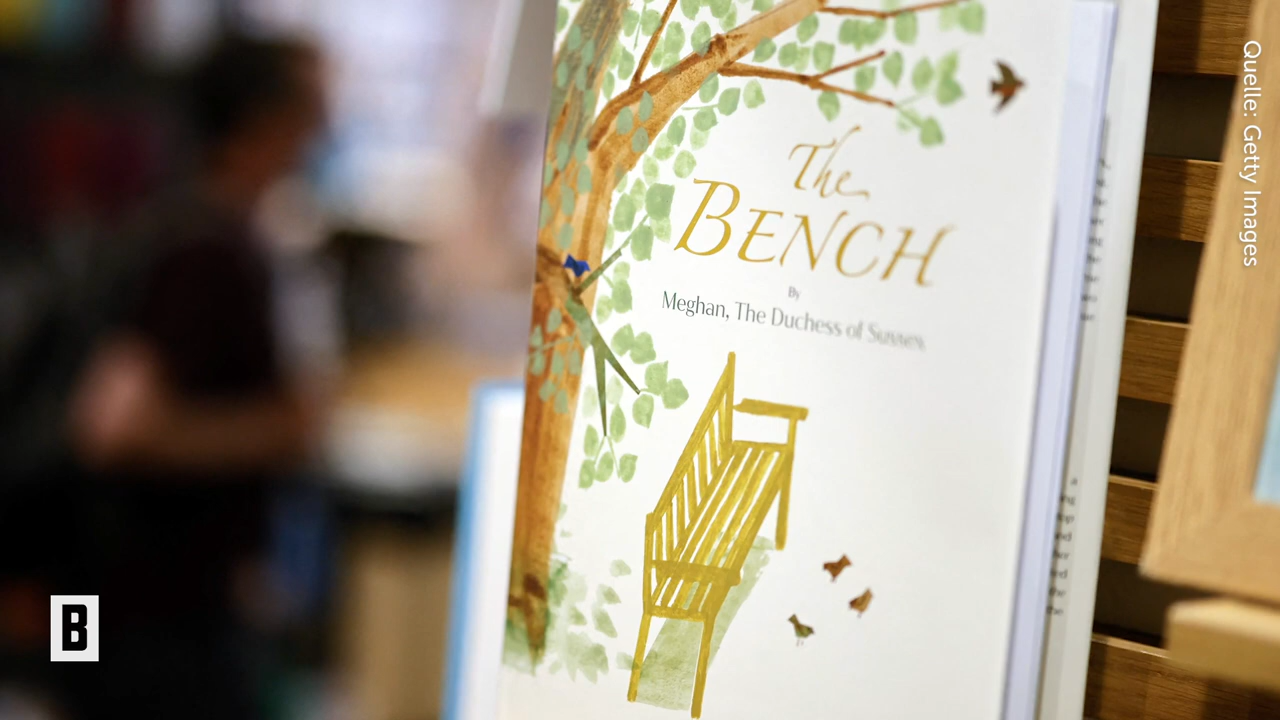 The
BENCH
By
Meghan, The Duchess of Sussex
Quelle: Getty Images
B